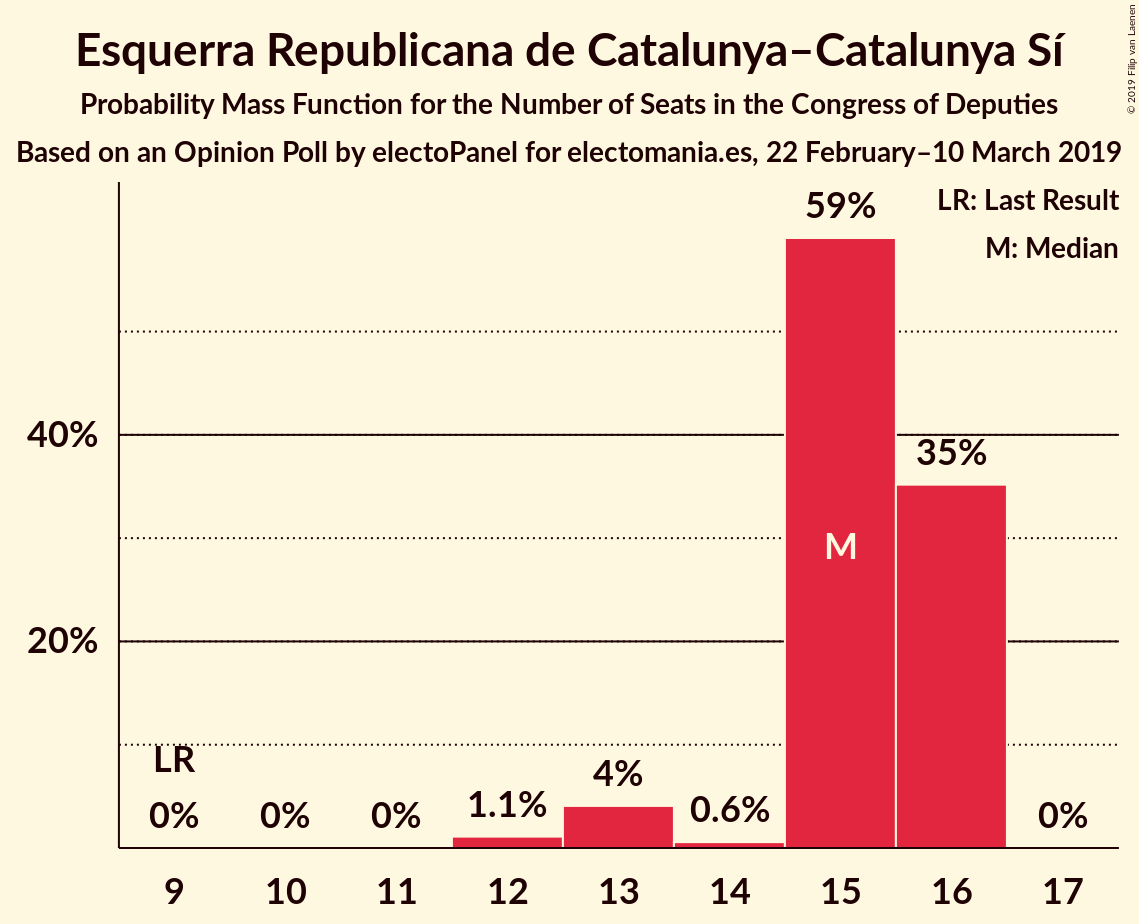 Esquerra Republicana de Catalunya–Catalunya Sí
Probability Mass Function for the Number of Seats in the Congress of Deputies
Based on an Opinion Poll by electoPanel for electomania.es, 22 February–10 March 2019
© 2019 Filip van Laenen
LR: Last Result
M: Median
59%
40%
35%
M
20%
LR
0% 0% 0% 1.1% 4% 0.6% 0%
9 10 11 12 13 14 15 16 17